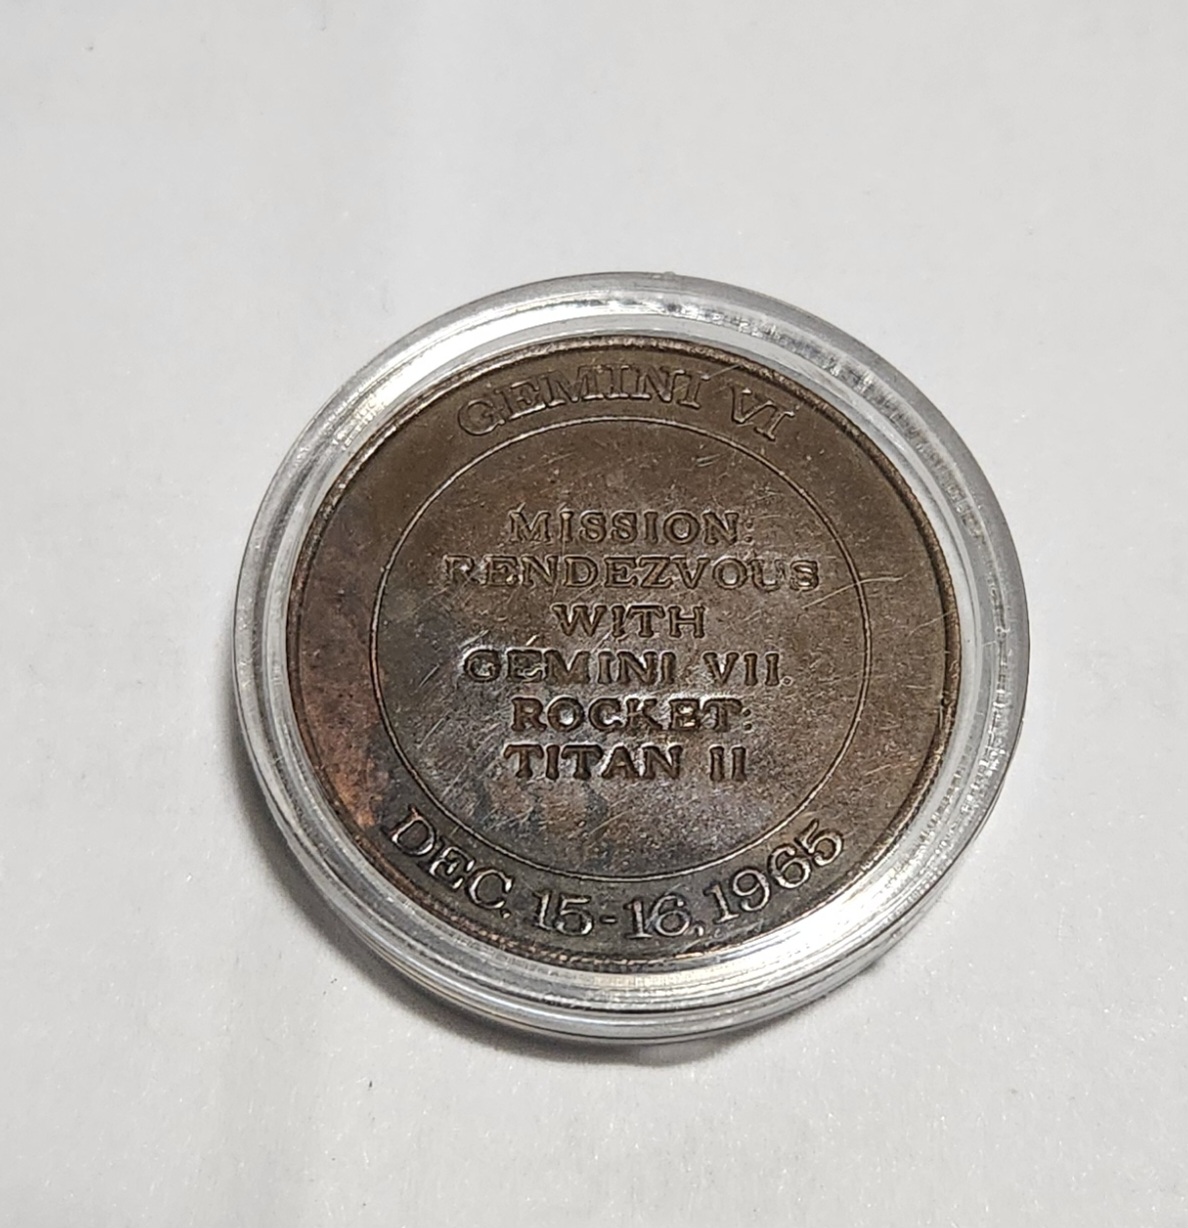 GEMINI VI
MISSION:
RENDEZVOUS
WITH
GEMINI VII.
ROCKET:
TITAN II
DEC. 15-16, 1965